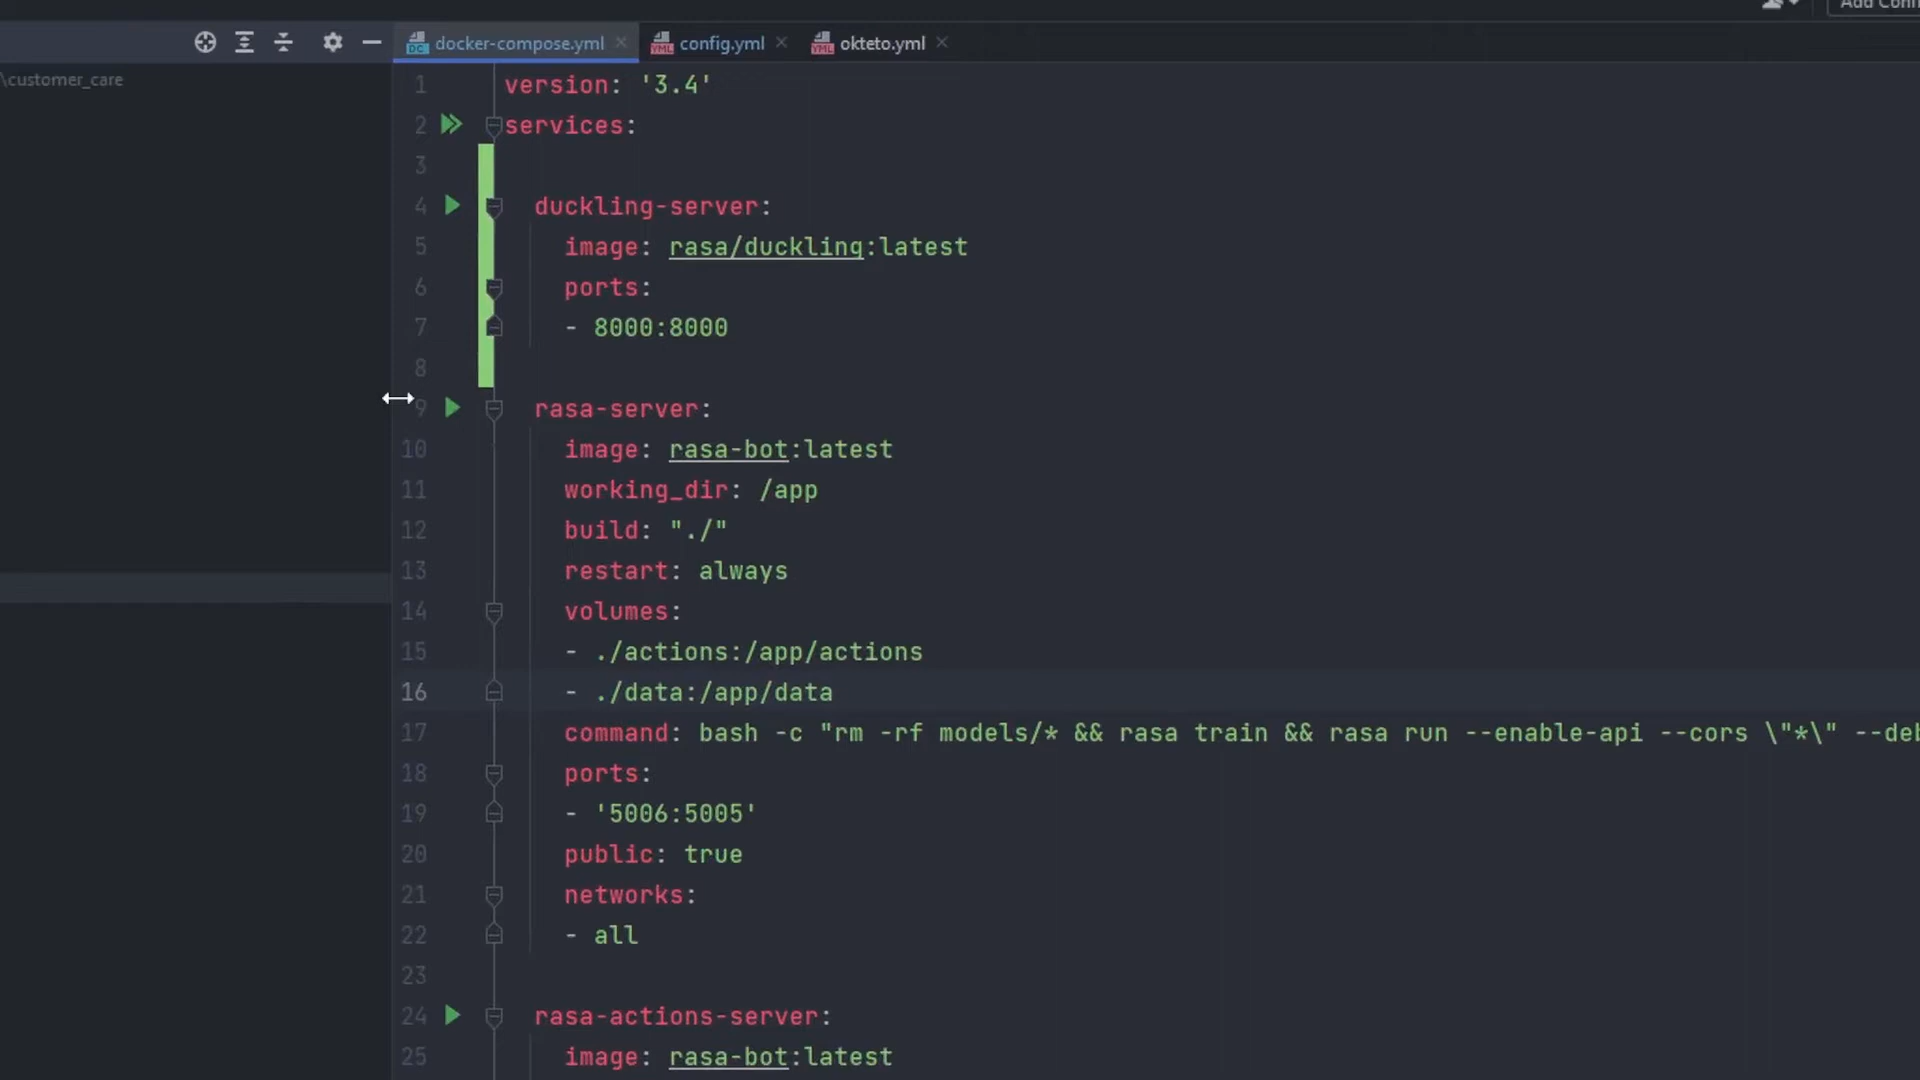 Add Conf
docker-compose.yml
config.yml
okteto.yml
\customer_care
1 version: '3.4'
2 services:
3
4 duckling-server:
5 image: rasa/duckling:latest
6 ports:
7 - 8000:8000
8
9 rasa-server:
10 image: rasa-bot:latest
11 working_dir: /app
12 build: "./"
13 restart: always
14 volumes:
15 - ./actions:/app/actions
16 - ./data:/app/data
17 command: bash -c "rm -rf models/* && rasa train && rasa run --enable-api --cors \"*\" --deb
18 ports:
19 - '5006:5005'
20 public: true
21 networks:
22 - all
23
24 rasa-actions-server:
25 image: rasa-bot:latest